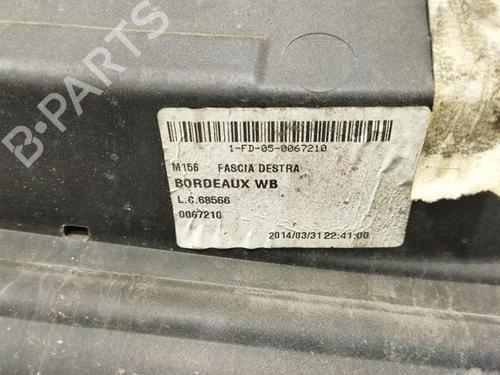 B-PARTS
1-FD-05-0067210
M156 FASCIA DESTRA
BORDEAUX WB
L.C.68566
0067210
2014/03/31 22:41:00